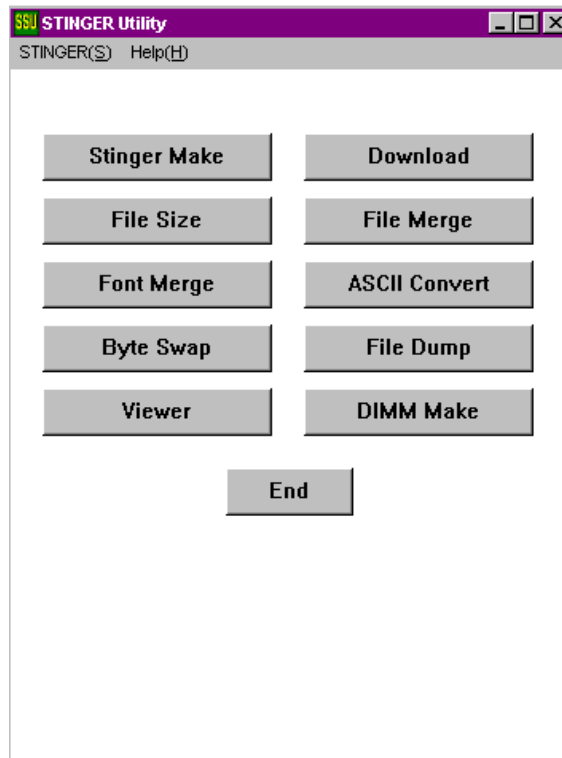 SSU STINGER Utility
STINGER(S) Help(H)
Stinger Make Download
File Size File Merge
Font Merge ASCII Convert
Byte Swap File Dump
Viewer DIMM Make
End